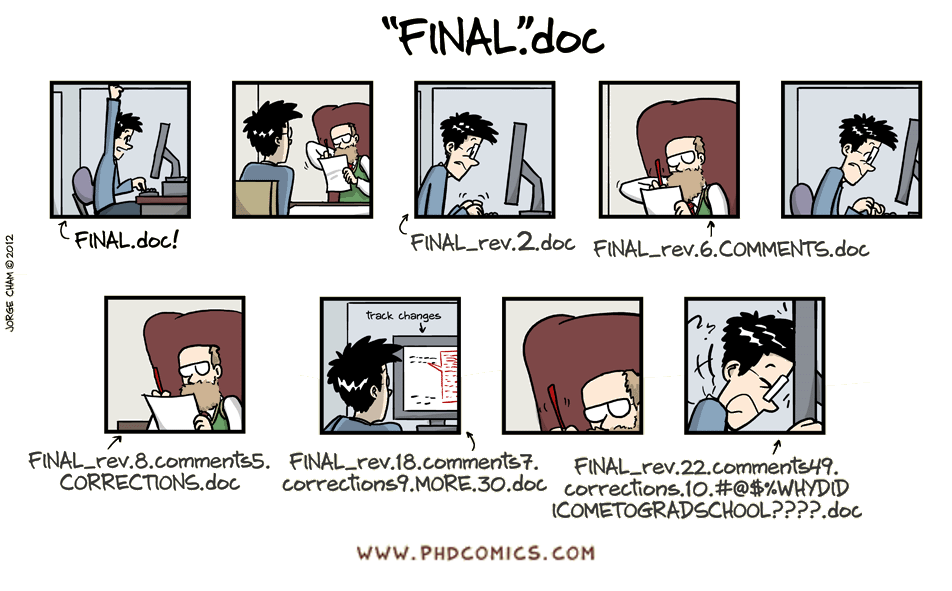 "FINAL".doc
FINAL.doc!
FINAL_rev.2.doc
FINAL_rev.6.COMMENTS.doc
JORGE CHAM © 2012
track changes
FINAL_rev.8.comments5.
CORRECTIONS.doc
FINAL_rev.18.comments7.
corrections9.MORE.30.doc
FINAL_rev.22.comments49.
corrections.10.#@$%WHYDID
ICOMETOGRADSCHOOL????.doc
WWW.PHDCOMICS.COM